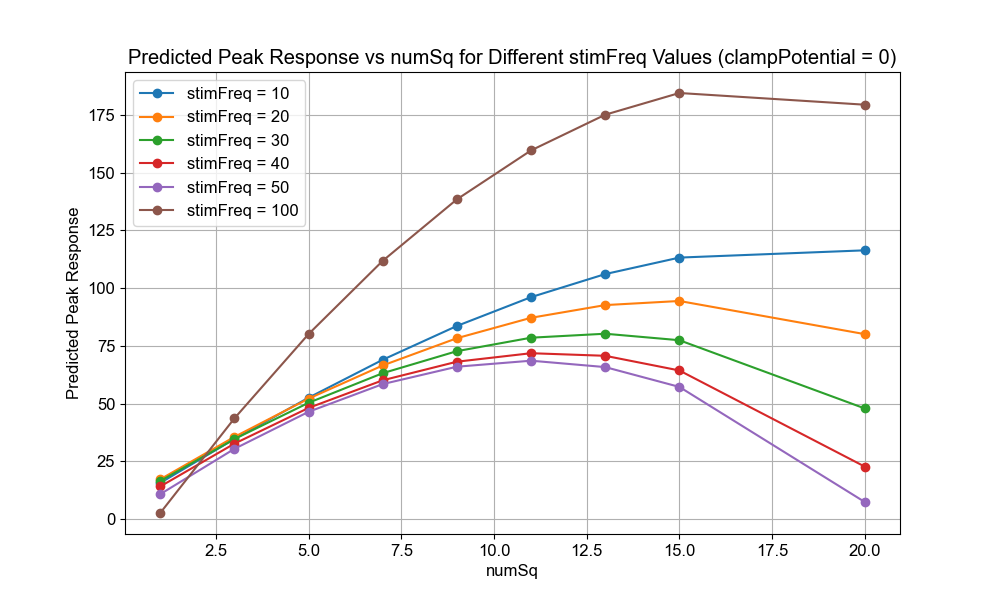 Predicted Peak Response vs numSq for Different stimFreq Values (clampPotential = 0)
stimFreq = 10
stimFreq = 20
stimFreq = 30
stimFreq = 40
stimFreq = 50
stimFreq = 100
Predicted Peak Response
175
150
125
100
75
50
25
0
2.5
5.0
7.5
10.0
12.5
15.0
17.5
20.0
numSq